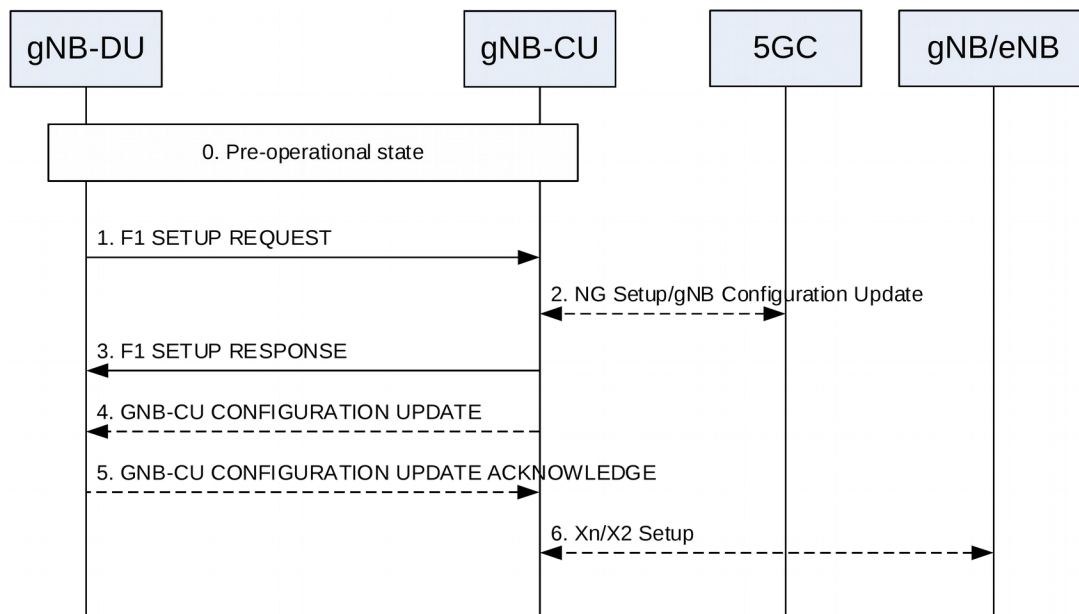 gNB-DU
gNB-CU
5GC
gNB/eNB
0. Pre-operational state
1. F1 SETUP REQUEST
2. NG Setup/gNB Configuration Update
3. F1 SETUP RESPONSE
4. GNB-CU CONFIGURATION UPDATE
5. GNB-CU CONFIGURATION UPDATE ACKNOWLEDGE
6. Xn/X2 Setup